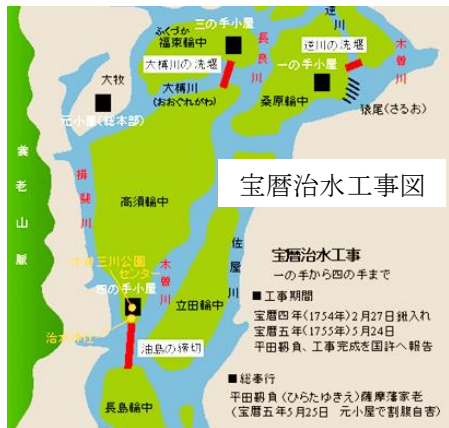 三の手小屋
ふくづか
福束輪中
大榑川の洗堰
大榑川
(おおぐれがわ)
長良川
逆川
逆川の洗堰
一の手小屋
木曽川
桑原輪中
猿尾(さるお)
大牧
元小屋(総本部)
養老山脈
揖斐川
高須輪中
宝暦治水工事図
三川公園
センター
四の手小屋
木曽川
佐屋川
立田輪中
治水神社
油島の締切
長島輪中
宝暦治水工事
一の手から四の手まで
■工事期間
宝暦四年(1754年)2月27日鍬入れ
宝暦五年(1755年)5月24日
平田靱負、工事完成を国許へ報告
■総奉行
平田靱負(ひらたゆきえ)薩摩藩家老
(宝暦五年5月25日 元小屋で割腹自害)